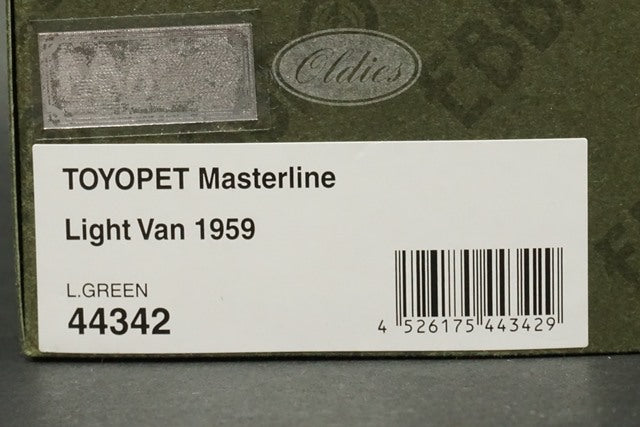 Oldies
TOYOPET Masterline
Light Van 1959
L.GREEN
44342
4 526175 443429